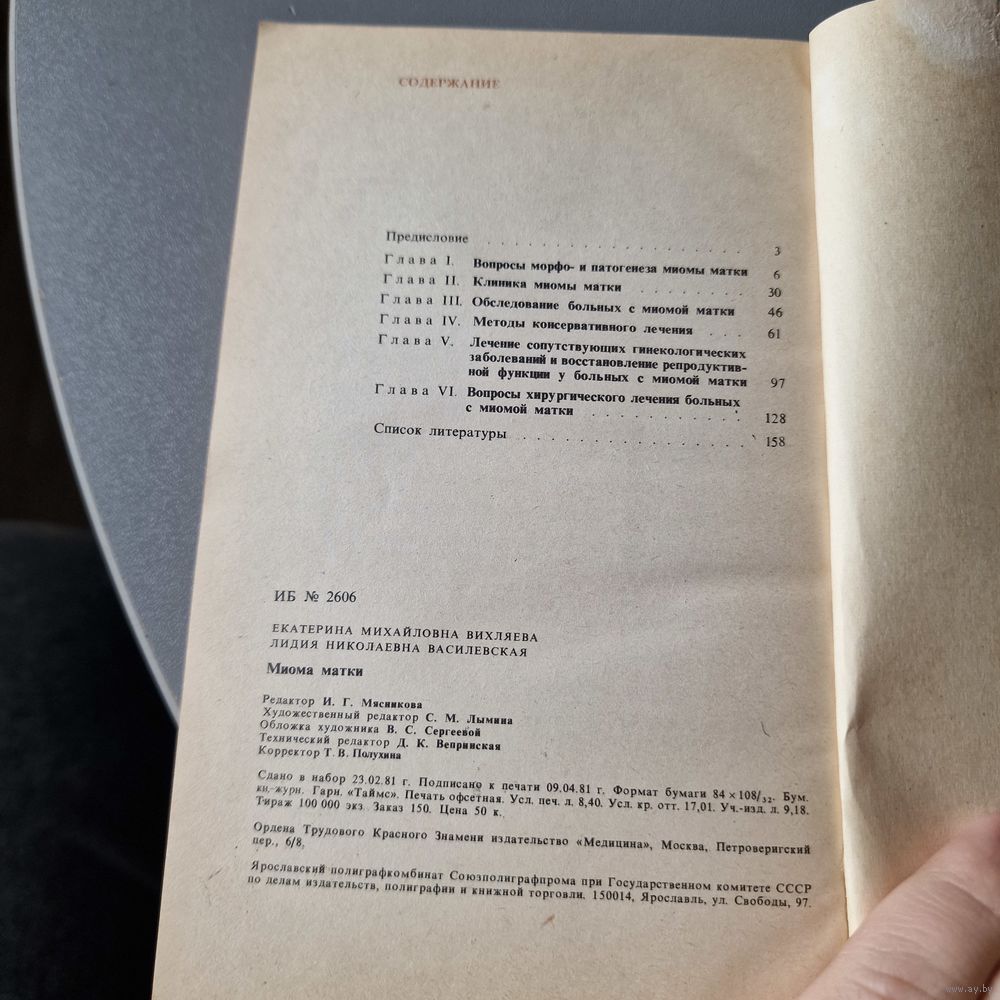 СОДЕРЖАНИЕ
Предисловие . . . . . . . . . . . . . . . . 3
Глава I. Вопросы морфо- и патогенеза миомы матки 6
Глава II. Клиника миомы матки . . . . . . . . 30
Глава III. Обследование больных с миомой матки 46
Глава IV. Методы консервативного лечения . . . 61
Глава V. Лечение сопутствующих гинекологических
заболеваний и восстановление репродуктив-
ной функции у больных с миомой матки 97
Глава VI. Вопросы хирургического лечения больных
с миомой матки . . . . . . . . . . 128
Список литературы . . . . . . . . . . . . . 158
ИБ № 2606
ЕКАТЕРИНА МИХАЙЛОВНА ВИХЛЯЕВА
ЛИДИЯ НИКОЛАЕВНА ВАСИЛЕВСКАЯ
Миома матки
Редактор И. Г. Мясникова
Художественный редактор С. М. Лымина
Обложка художника В. С. Сергеевой
Технический редактор Д. К. Вепринская
Корректор Т. В. Полухина
Сдано в набор 23.02.81 г. Подписано к печати 09.04.81 г. Формат бумаги 84 × 108/32. Бум.
кн.-журн. Гарн. «Таймс». Печать офсетная. Усл. печ. л. 8,40. Усл. кр. отт. 17,01. Уч.-изд. л. 9,18.
Тираж 100 000 экз. Заказ 150. Цена 50 к.
Ордена Трудового Красного Знамени издательство «Медицина», Москва, Петроверигский
пер., 6/8.
Ярославский полиграфкомбинат Союзполиграфпрома при Государственном комитете СССР
по делам издательств, полиграфии и книжной торговли. 150014, Ярославль, ул. Свободы, 97.
www.ay.by